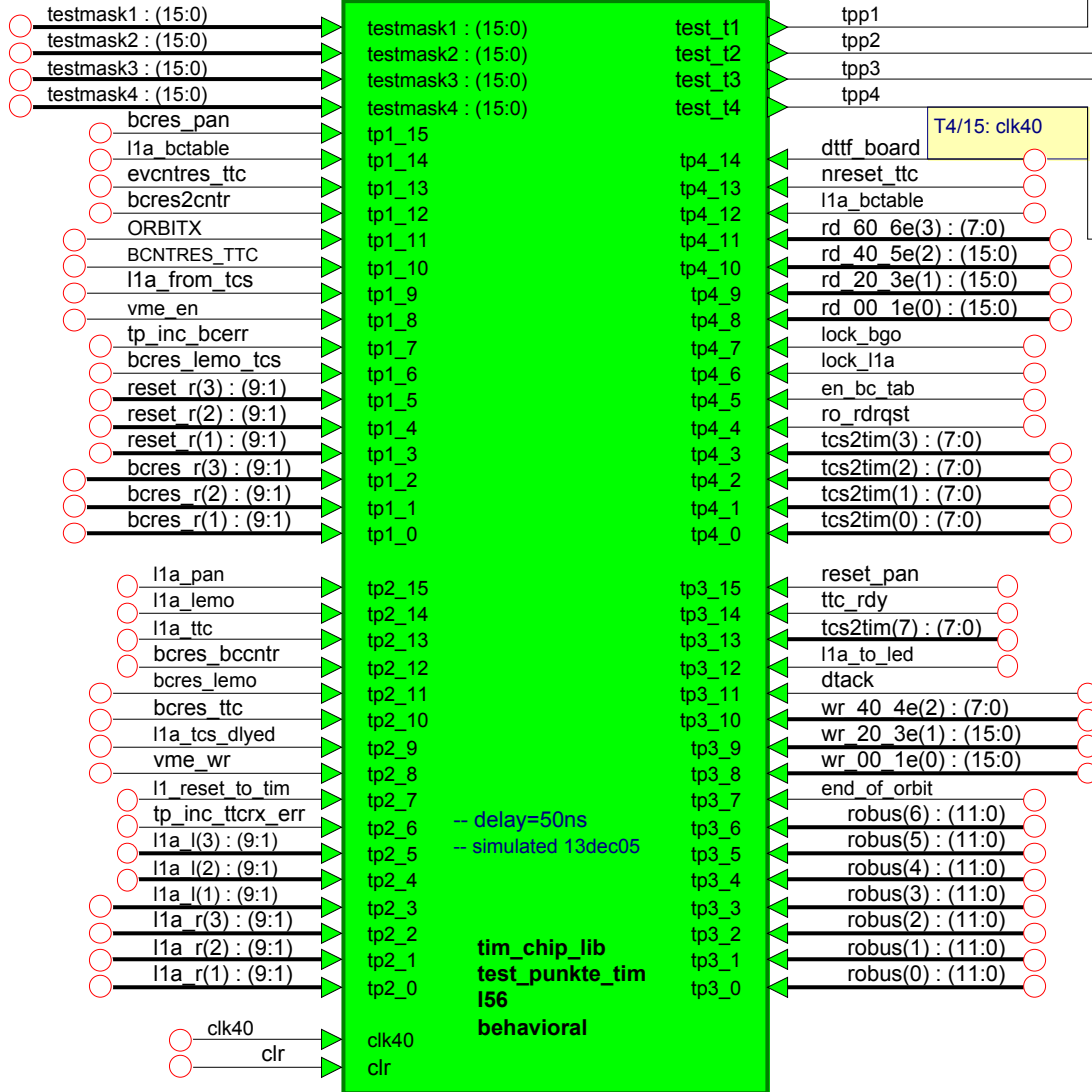 testmask1 : (15:0)
testmask2 : (15:0)
testmask3 : (15:0)
testmask4 : (15:0)
bcres_pan
l1a_bctable
evcntres_ttc
bcres2cntr
ORBITX
BCNTRES_TTC
l1a_from_tcs
vme_en
tp_inc_bcerr
bcres_lemo_tcs
reset_r(3) : (9:1)
reset_r(2) : (9:1)
reset_r(1) : (9:1)
bcres_r(3) : (9:1)
bcres_r(2) : (9:1)
bcres_r(1) : (9:1)
l1a_pan
l1a_lemo
l1a_ttc
bcres_bccntr
bcres_lemo
bcres_ttc
l1a_tcs_dlyed
vme_wr
l1_reset_to_tim
tp_inc_ttcrx_err
l1a_l(3) : (9:1)
l1a_l(2) : (9:1)
l1a_l(1) : (9:1)
l1a_r(3) : (9:1)
l1a_r(2) : (9:1)
l1a_r(1) : (9:1)
clk40
clr
testmask1 : (15:0)
testmask2 : (15:0)
testmask3 : (15:0)
testmask4 : (15:0)
tp1_15
tp1_14
tp1_13
tp1_12
tp1_11
tp1_10
tp1_9
tp1_8
tp1_7
tp1_6
tp1_5
tp1_4
tp1_3
tp1_2
tp1_1
tp1_0
tp2_15
tp2_14
tp2_13
tp2_12
tp2_11
tp2_10
tp2_9
tp2_8
tp2_7
tp2_6
tp2_5
tp2_4
tp2_3
tp2_2
tp2_1
tp2_0
clk40
clr
-- delay=50ns
-- simulated 13dec05
tim_chip_lib
test_punkte_tim
I56
behavioral
test_t1
test_t2
test_t3
test_t4
tp4_14
tp4_13
tp4_12
tp4_11
tp4_10
tp4_9
tp4_8
tp4_7
tp4_6
tp4_5
tp4_4
tp4_3
tp4_2
tp4_1
tp4_0
tp3_15
tp3_14
tp3_13
tp3_12
tp3_11
tp3_10
tp3_9
tp3_8
tp3_7
tp3_6
tp3_5
tp3_4
tp3_3
tp3_2
tp3_1
tp3_0
tpp1
tpp2
tpp3
tpp4
T4/15: clk40
dttf_board
nreset_ttc
l1a_bctable
rd_60_6e(3) : (7:0)
rd_40_5e(2) : (15:0)
rd_20_3e(1) : (15:0)
rd_00_1e(0) : (15:0)
lock_bgo
lock_l1a
en_bc_tab
ro_rdrqst
tcs2tim(3) : (7:0)
tcs2tim(2) : (7:0)
tcs2tim(1) : (7:0)
tcs2tim(0) : (7:0)
reset_pan
ttc_rdy
tcs2tim(7) : (7:0)
l1a_to_led
dtack
wr_40_4e(2) : (7:0)
wr_20_3e(1) : (15:0)
wr_00_1e(0) : (15:0)
end_of_orbit
robus(6) : (11:0)
robus(5) : (11:0)
robus(4) : (11:0)
robus(3) : (11:0)
robus(2) : (11:0)
robus(1) : (11:0)
robus(0) : (11:0)